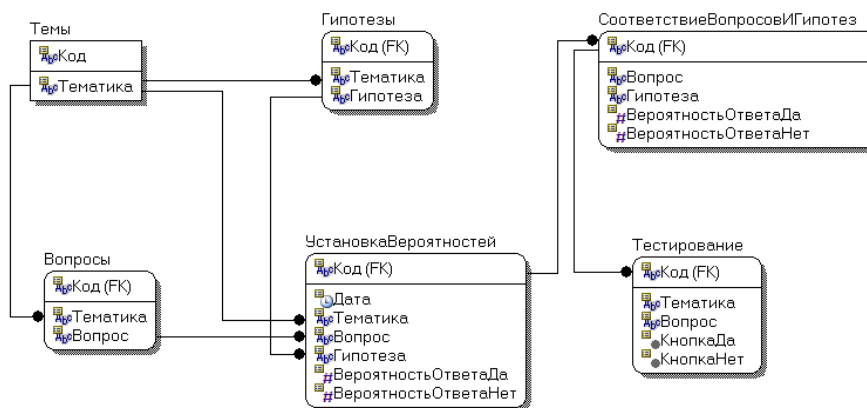 Темы
Код
Тематика
Гипотезы
Код (FK)
Тематика
Гипотеза
СоответствиеВопросовИГипотез
Код (FK)
Вопрос
Гипотеза
ВероятностьОтветаДа
ВероятностьОтветаНет
Вопросы
Код (FK)
Тематика
Вопрос
УстановкаВероятностей
Код (FK)
Дата
Тематика
Вопрос
Гипотеза
ВероятностьОтветаДа
ВероятностьОтветаНет
Тестирование
Код (FK)
Тематика
Вопрос
КнопкаДа
КнопкаНет